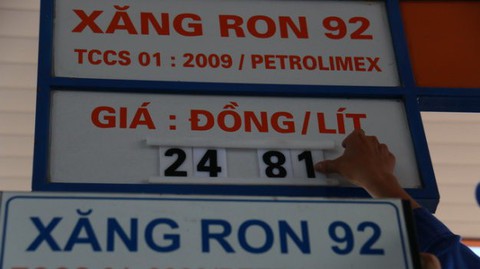 XĂNG RON 92
TCCS 01 : 2009 / PETROLIMEX
GIÁ : ĐỒNG/LÍT
24 81
XĂNG RON 92